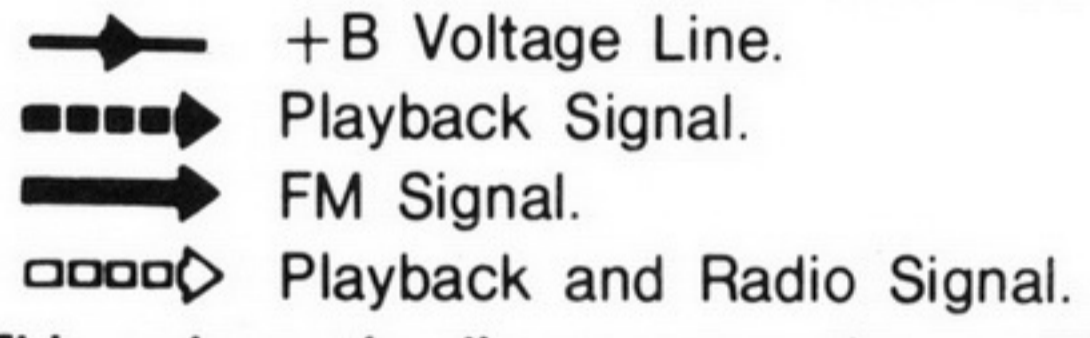 +B Voltage Line.
Playback Signal.
FM Signal.
Playback and Radio Signal.